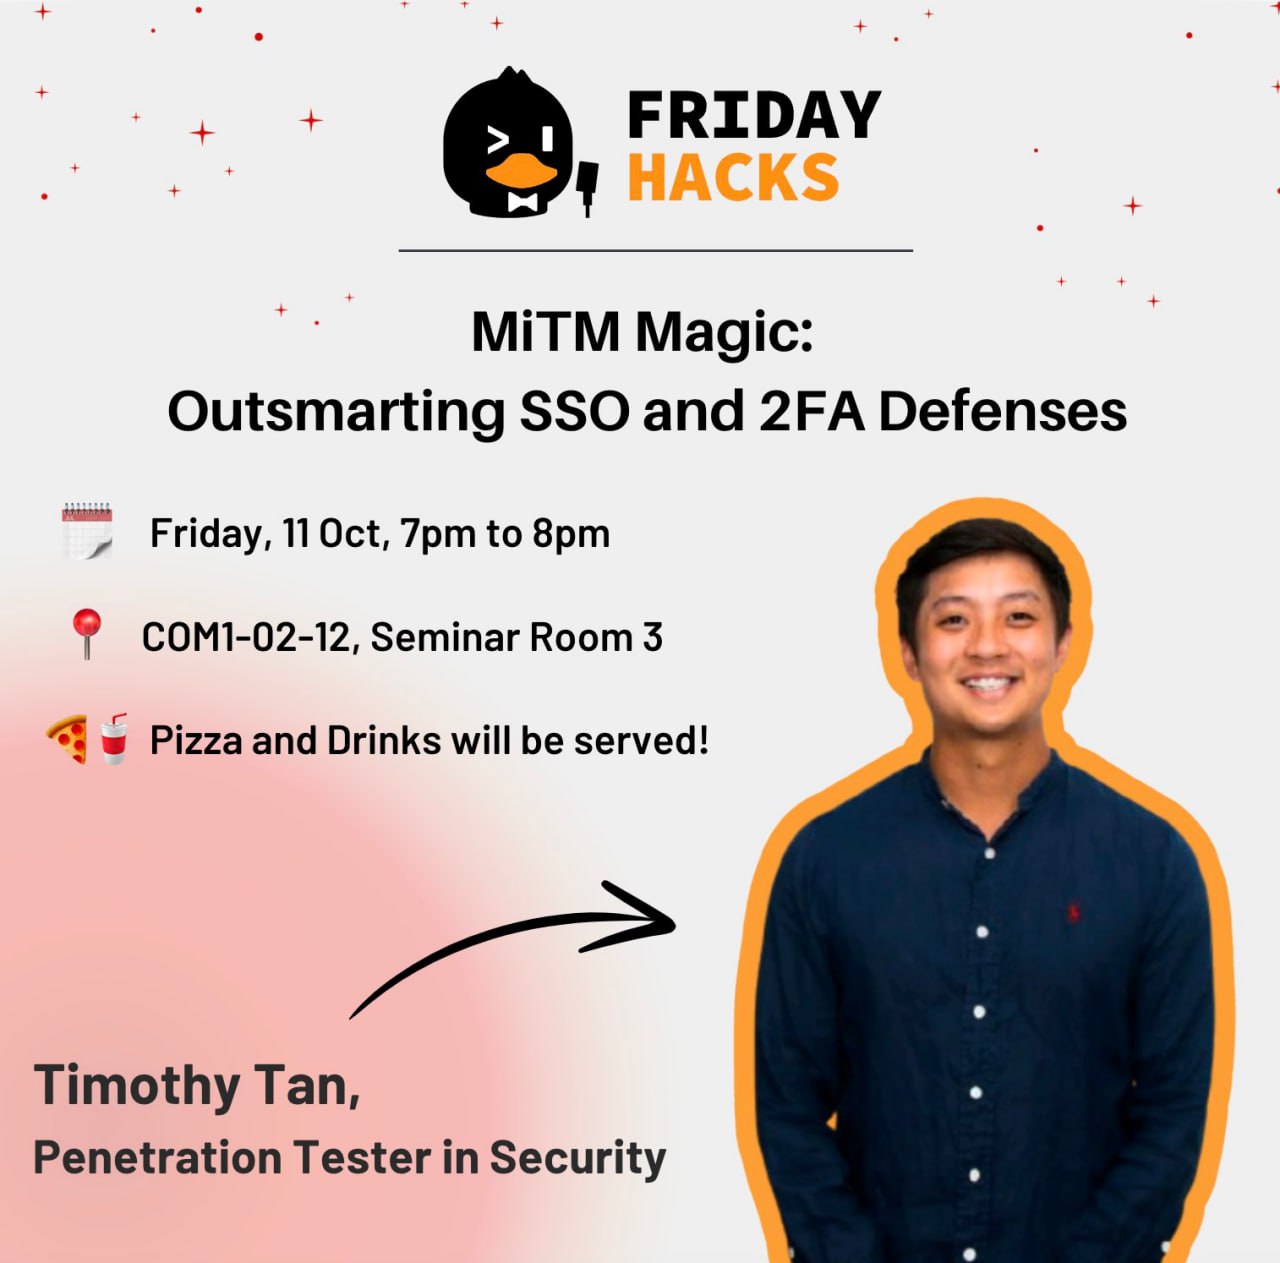 FRIDAY
HACKS
MiTM Magic:
Outsmarting SSO and 2FA Defenses
Friday, 11 Oct, 7pm to 8pm
COM1-02-12, Seminar Room 3
Pizza and Drinks will be served!
Timothy Tan,
Penetration Tester in Security